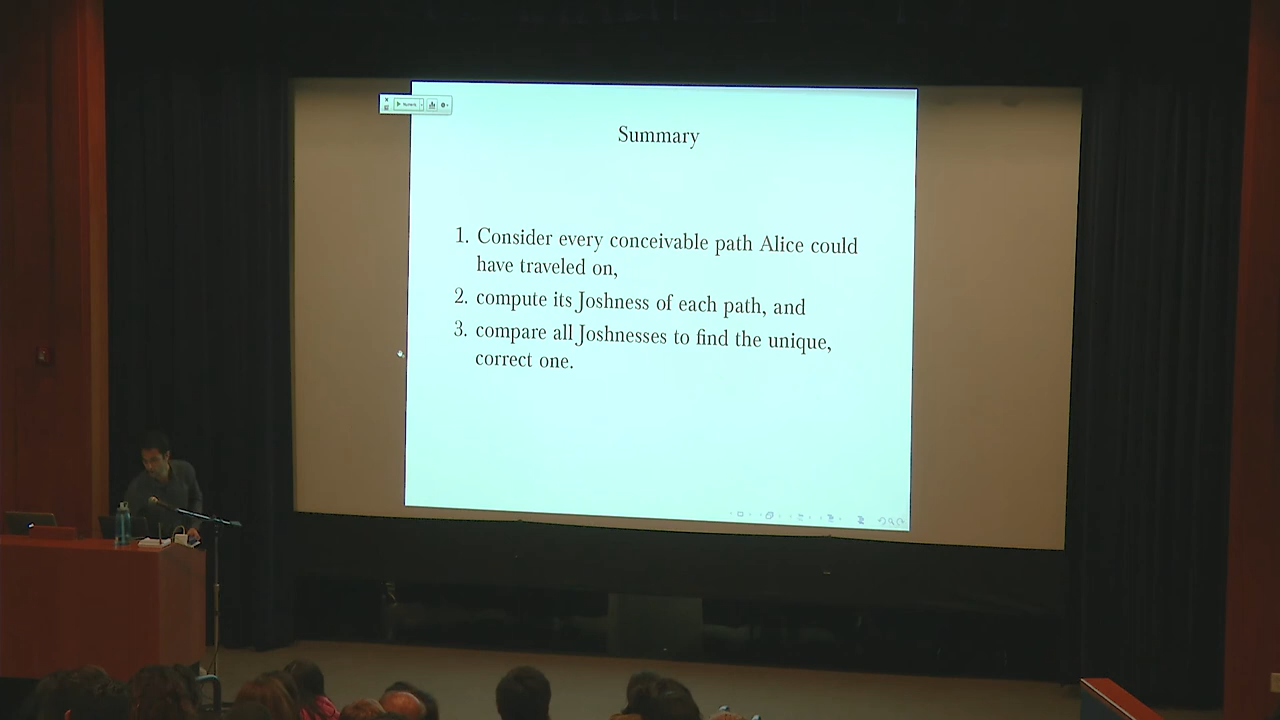 Summary
1. Consider every conceivable path Alice could
have traveled on,
2. compute its Joshness of each path, and
3. compare all Joshnesses to find the unique,
correct one.